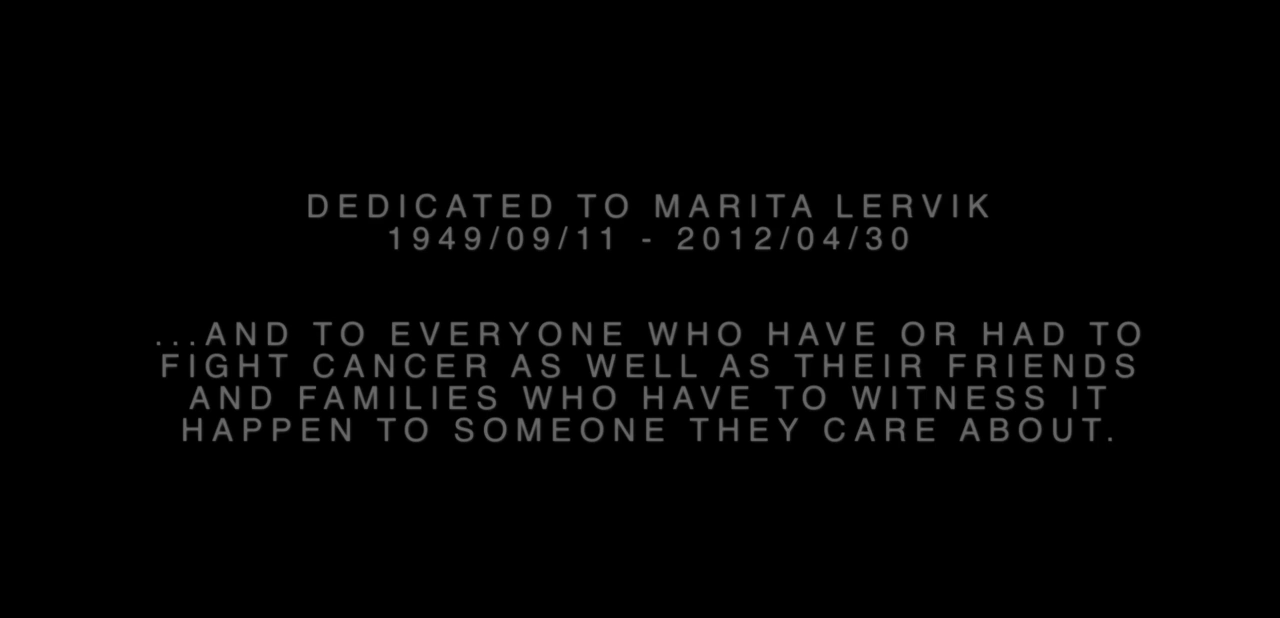 DEDICATED TO MARITA LERVIK
1949/09/11 - 2012/04/30
...AND TO EVERYONE WHO HAVE OR HAD TO
FIGHT CANCER AS WELL AS THEIR FRIENDS
AND FAMILIES WHO HAVE TO WITNESS IT
HAPPEN TO SOMEONE THEY CARE ABOUT.